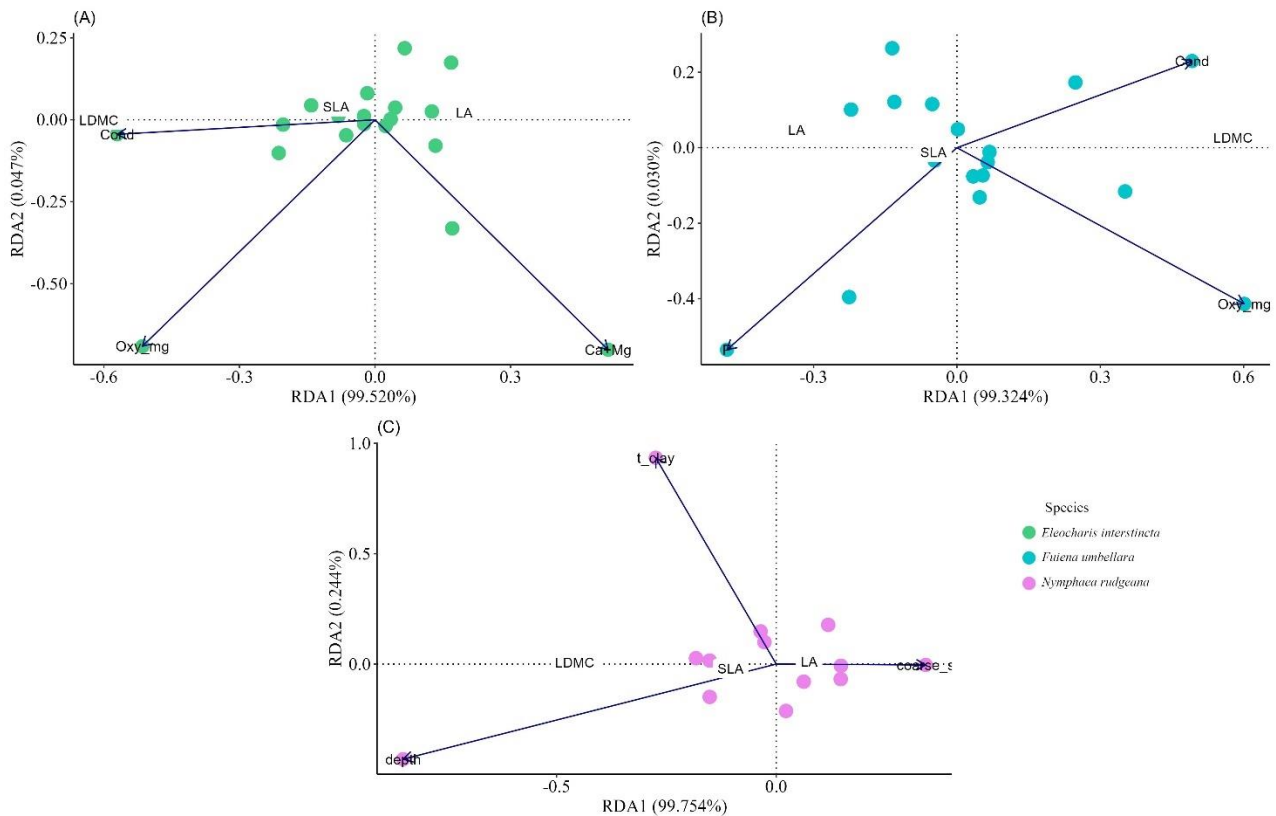 (A)
0.25
0.00
-0.25
-0.50
RDA2 (0.047%)
LDMC
Cond
SLA
LA
Oxy_mg
Ca+Mg
-0.6
-0.3
0.0
0.3
RDA1 (99.520%)
(B)
0.2
0.0
-0.2
-0.4
RDA2 (0.030%)
Cond
LA
SLA
LDMC
Oxy_mg
P
-0.3
0.0
0.3
0.6
RDA1 (99.324%)
(C)
1.0
0.5
0.0
RDA2 (0.244%)
t_clay
LDMC
SLA
LA
coarse_s
depth
-0.5
0.0
RDA1 (99.754%)
Species
Eleocharis interstincta
Fuiena umbellara
Nymphaea rudgeana